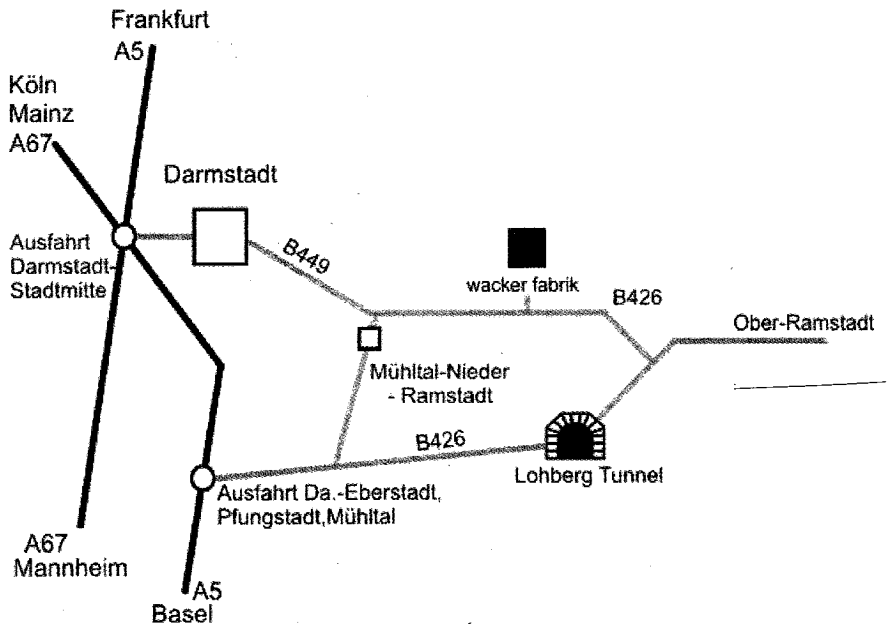 Frankfurt
A5
Köln
Mainz
A67
Darmstadt
Ausfahrt
Darmstadt-
Stadtmitte
B449
wacker fabrik
B426
Ober-Ramstadt
Mühltal-Nieder
- Ramstadt
B426
Lohberg Tunnel
Ausfahrt Da.-Eberstadt,
Pfungstadt,Mühltal
A67
Mannheim
A5
Basel